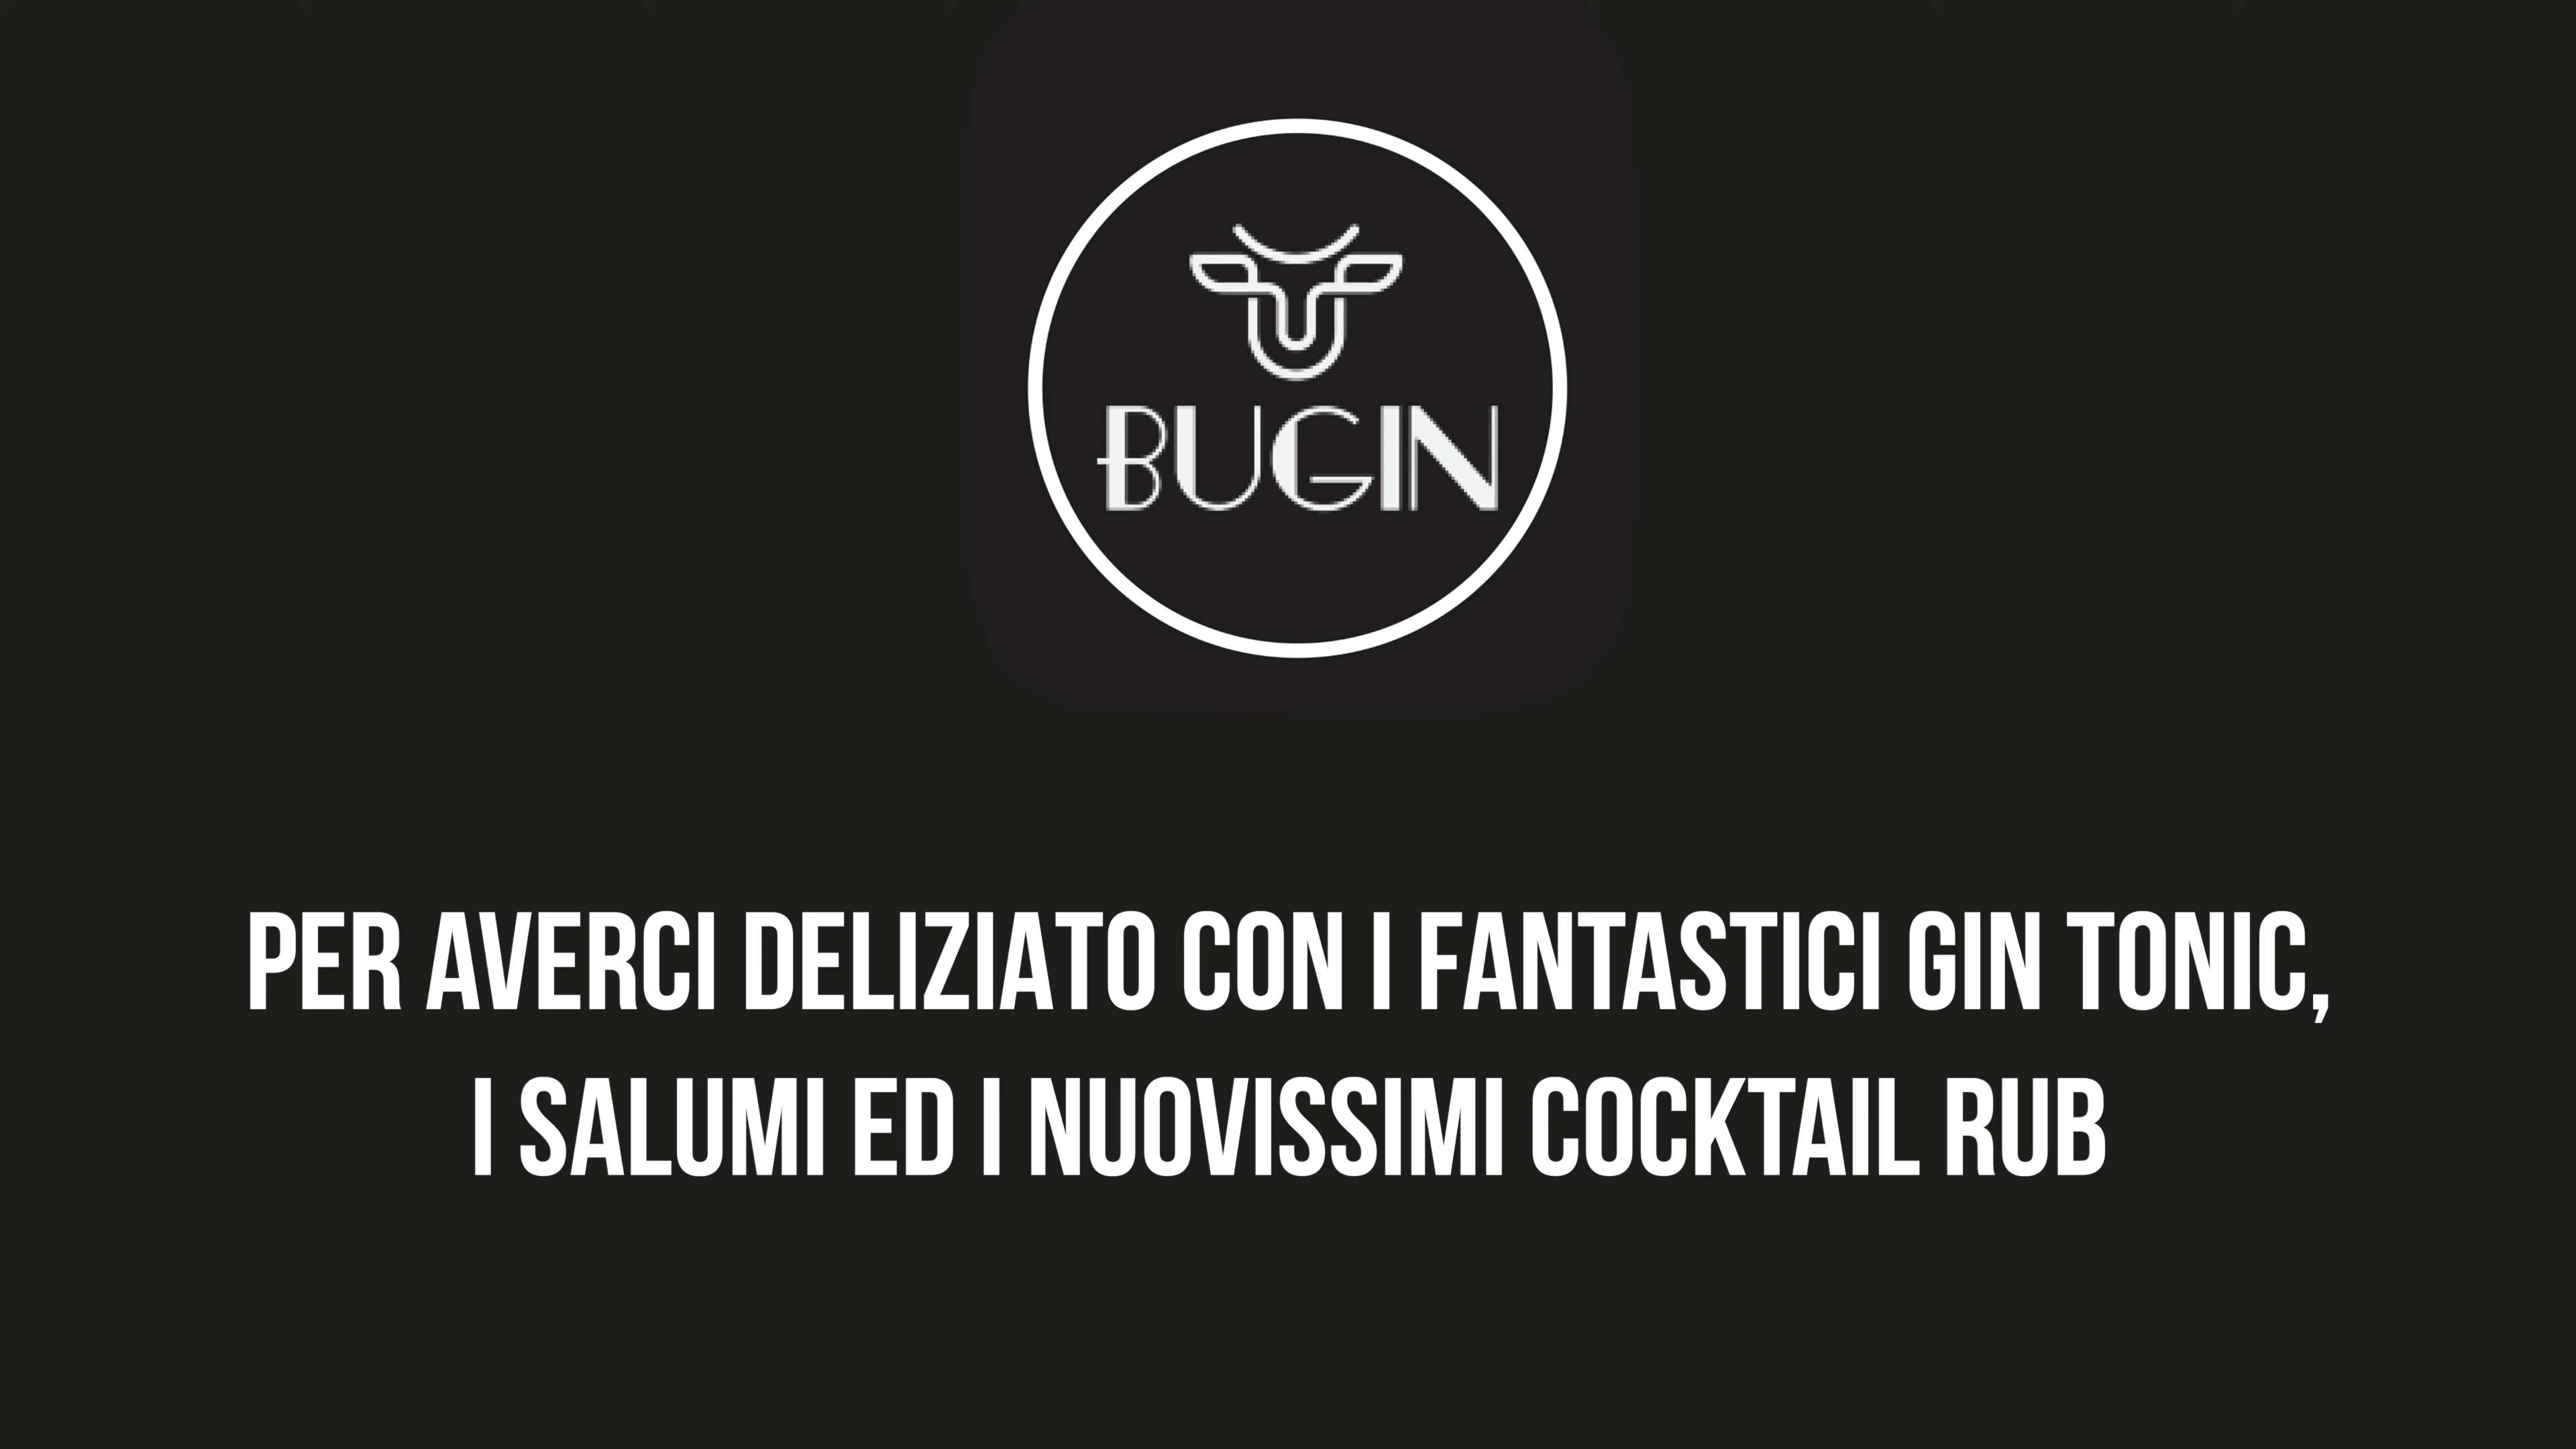 BUGIN
PER AVERCI DELIZIATO CON I FANTASTICI GIN TONIC,
I SALUMI ED I NUOVISSIMI COCKTAIL RUB